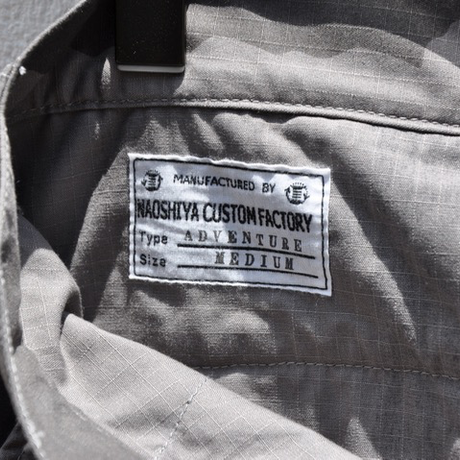 MANUFACTURED BY
NAOSHIYA CUSTOM FACTORY
Type ADVENTURE
Size MEDIUM